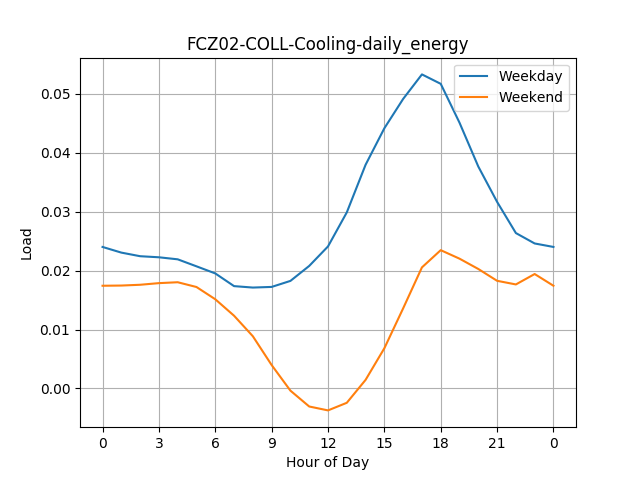 FCZ02-COLL-Cooling-daily_energy
Weekday
Weekend
0.05
0.04
0.03
0.02
0.01
0.00
Load
0 3 6 9 12 15 18 21 0
Hour of Day